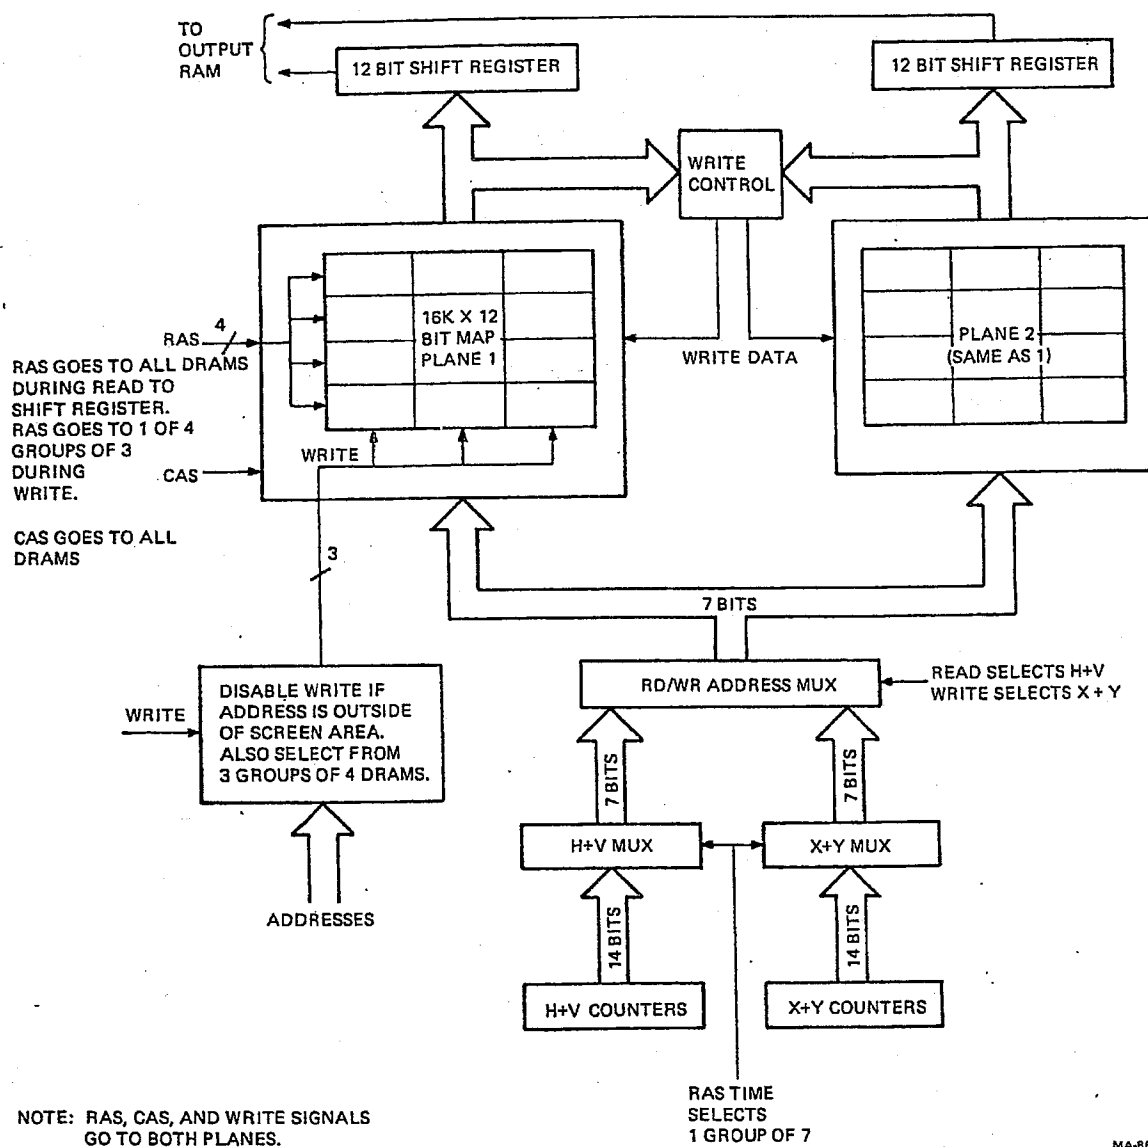 TO
OUTPUT
RAM
12 BIT SHIFT REGISTER
12 BIT SHIFT REGISTER
WRITE
CONTROL
16K X 12
BIT MAP
PLANE 1
PLANE 2
(SAME AS 1)
RAS
4
WRITE DATA
RAS GOES TO ALL DRAMS
DURING READ TO
SHIFT REGISTER.
RAS GOES TO 1 OF 4
GROUPS OF 3
DURING
WRITE.
CAS
WRITE
CAS GOES TO ALL
DRAMS
3
7 BITS
RD/WR ADDRESS MUX
READ SELECTS H+V
WRITE SELECTS X + Y
WRITE
DISABLE WRITE IF
ADDRESS IS OUTSIDE
OF SCREEN AREA.
ALSO SELECT FROM
3 GROUPS OF 4 DRAMS.
7 BITS
7 BITS
H+V MUX
X+Y MUX
ADDRESSES
14 BITS
14 BITS
H+V COUNTERS
X+Y COUNTERS
RAS TIME
SELECTS
1 GROUP OF 7
NOTE: RAS, CAS, AND WRITE SIGNALS
GO TO BOTH PLANES.